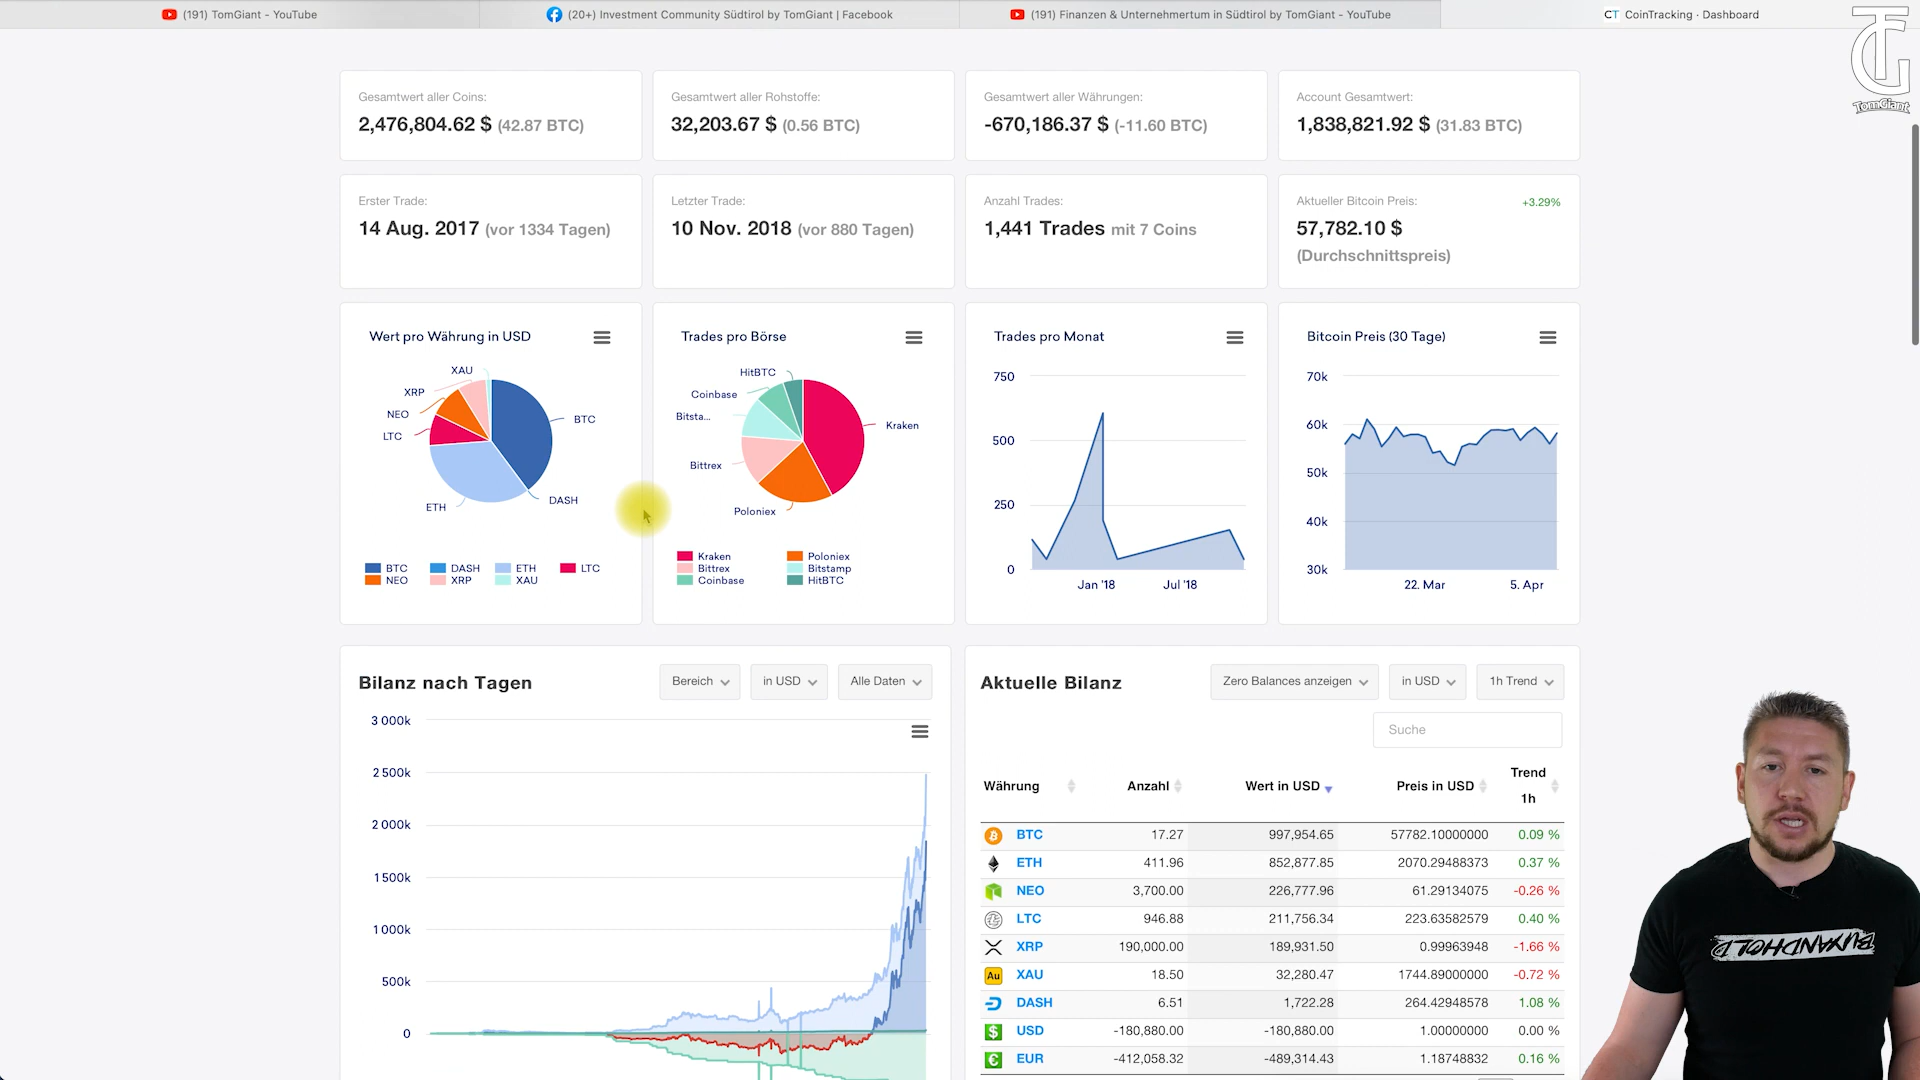 (191) TomGiant - YouTube
(20+) Investment Community Südtirol by TomGiant | Facebook
(191) Finanzen & Unternehmertum in Südtirol by TomGiant - YouTube
CT CoinTracking · Dashboard
TG
TomGiant
Gesamtwert aller Coins:
2,476,804.62 $ (42.87 BTC)
Gesamtwert aller Rohstoffe:
32,203.67 $ (0.56 BTC)
Gesamtwert aller Währungen:
-670,186.37 $ (-11.60 BTC)
Account Gesamtwert:
1,838,821.92 $ (31.83 BTC)
Erster Trade:
14 Aug. 2017 (vor 1334 Tagen)
Letzter Trade:
10 Nov. 2018 (vor 880 Tagen)
Anzahl Trades:
1,441 Trades mit 7 Coins
Aktueller Bitcoin Preis:
+3.29%
57,782.10 $
(Durchschnittspreis)
Wert pro Währung in USD
XAU
XRP
NEO
LTC
BTC
ETH
DASH
BTC DASH ETH LTC
NEO XRP XAU
Trades pro Börse
HitBTC
Coinbase
Bitsta...
Kraken
Bittrex
Poloniex
Kraken Poloniex
Bittrex Bitstamp
Coinbase HitBTC
Trades pro Monat
750
500
250
0
Jan '18 Jul '18
Bitcoin Preis (30 Tage)
70k
60k
50k
40k
30k
22. Mar 5. Apr
Bilanz nach Tagen
Bereich in USD Alle Daten
3 000k
2 500k
2 000k
1 500k
1 000k
500k
0
Aktuelle Bilanz
Zero Balances anzeigen in USD 1h Trend
Suche
Währung Anzahl Wert in USD Preis in USD Trend 1h
BTC 17.27 997,954.65 57782.10000000 0.09 %
ETH 411.96 852,877.85 2070.29488373 0.37 %
NEO 3,700.00 226,777.96 61.29134075 -0.26 %
LTC 946.88 211,756.34 223.63582579 0.40 %
XRP 190,000.00 189,931.50 0.99963948 -1.66 %
Au XAU 18.50 32,280.47 1744.89000000 -0.72 %
DASH 6.51 1,722.28 264.42948578 1.08 %
$ USD -180,880.00 -180,880.00 1.00000000 0.00 %
€ EUR -412,058.32 -489,314.43 1.18748832 0.16 %
BUYANDHOLD